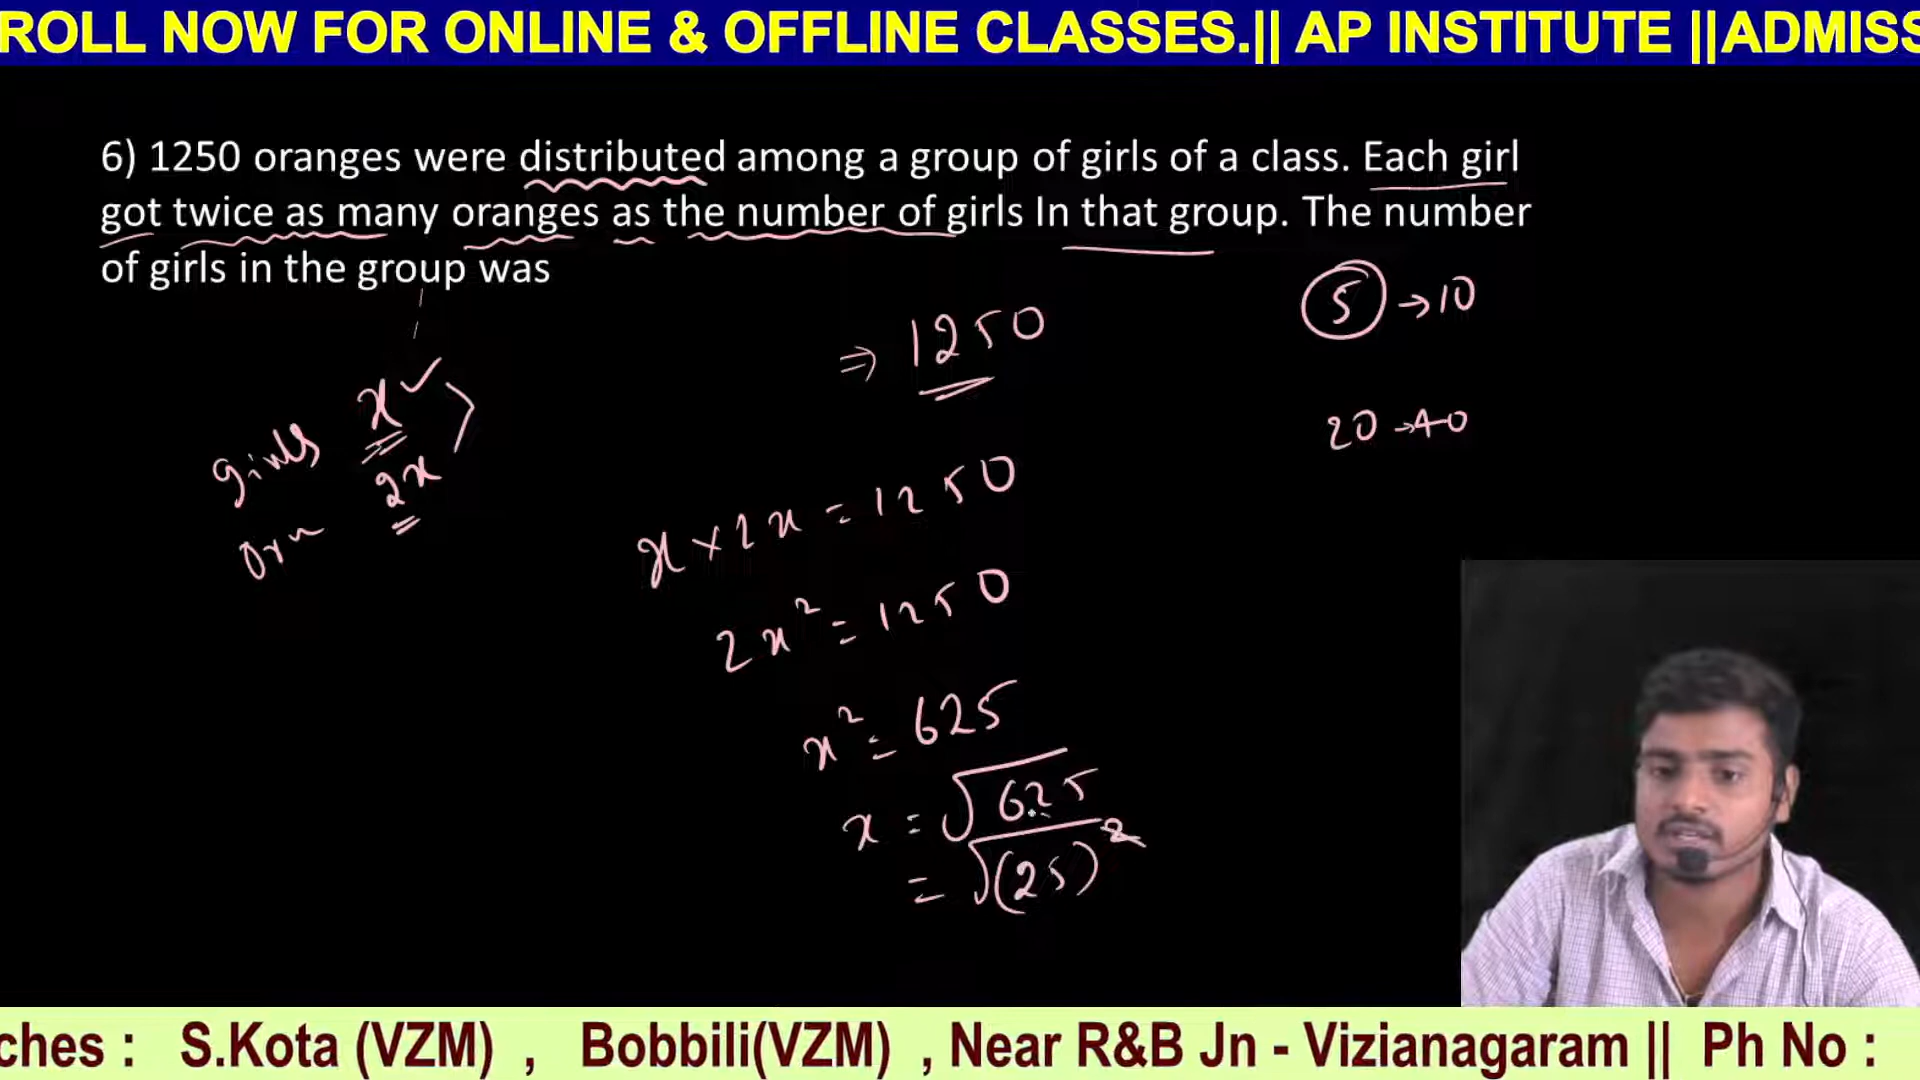 ROLL NOW FOR ONLINE & OFFLINE CLASSES.|| AP INSTITUTE ||ADMISS
6) 1250 oranges were distributed among a group of girls of a class. Each girl
got twice as many oranges as the number of girls In that group. The number
of girls in the group was
5 → 10
⇒ 1250
girls x ✓
20 → 40
2x
x × 2x = 1250
2x² = 1250
x² = 625
x = √625
= √(25)²
ches : S.Kota (VZM) , Bobbili(VZM) , Near R&B Jn - Vizianagaram || Ph No :